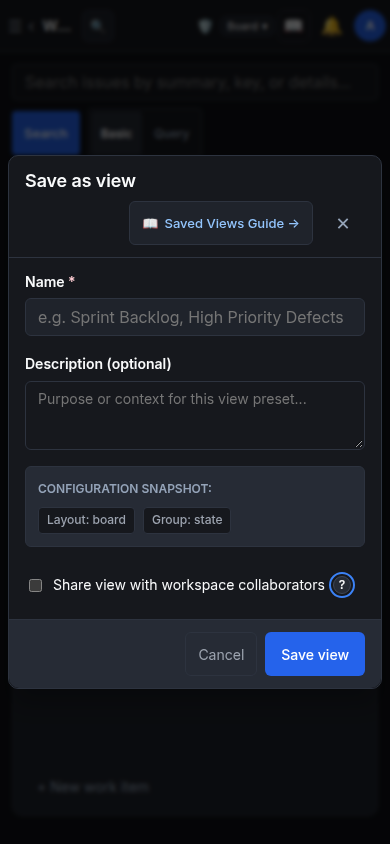 W...
Board
Search issues by summary, key, or details...
Search Basic Query
Save as view
Saved Views Guide →
Name *
e.g. Sprint Backlog, High Priority Defects
Description (optional)
Purpose or context for this view preset...
CONFIGURATION SNAPSHOT:
Layout: board Group: state
Share view with workspace collaborators ?
Cancel Save view
+ New work item